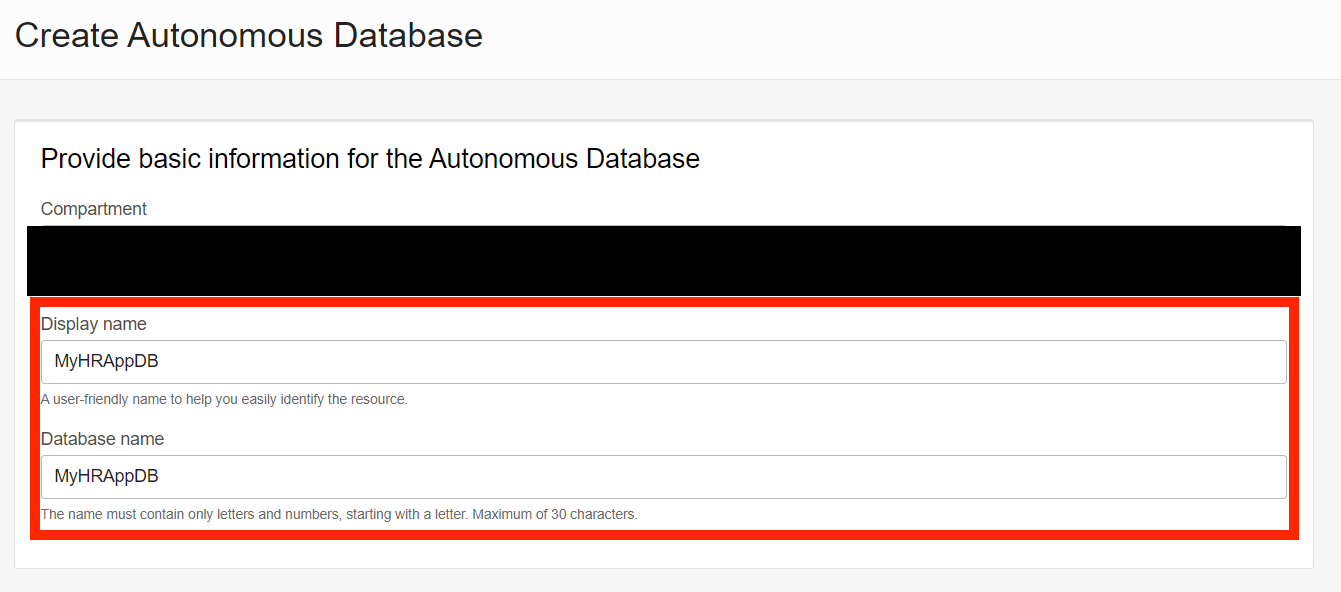 Create Autonomous Database
Provide basic information for the Autonomous Database
Compartment
Display name
MyHRAppDB
A user-friendly name to help you easily identify the resource.
Database name
MyHRAppDB
The name must contain only letters and numbers, starting with a letter. Maximum of 30 characters.